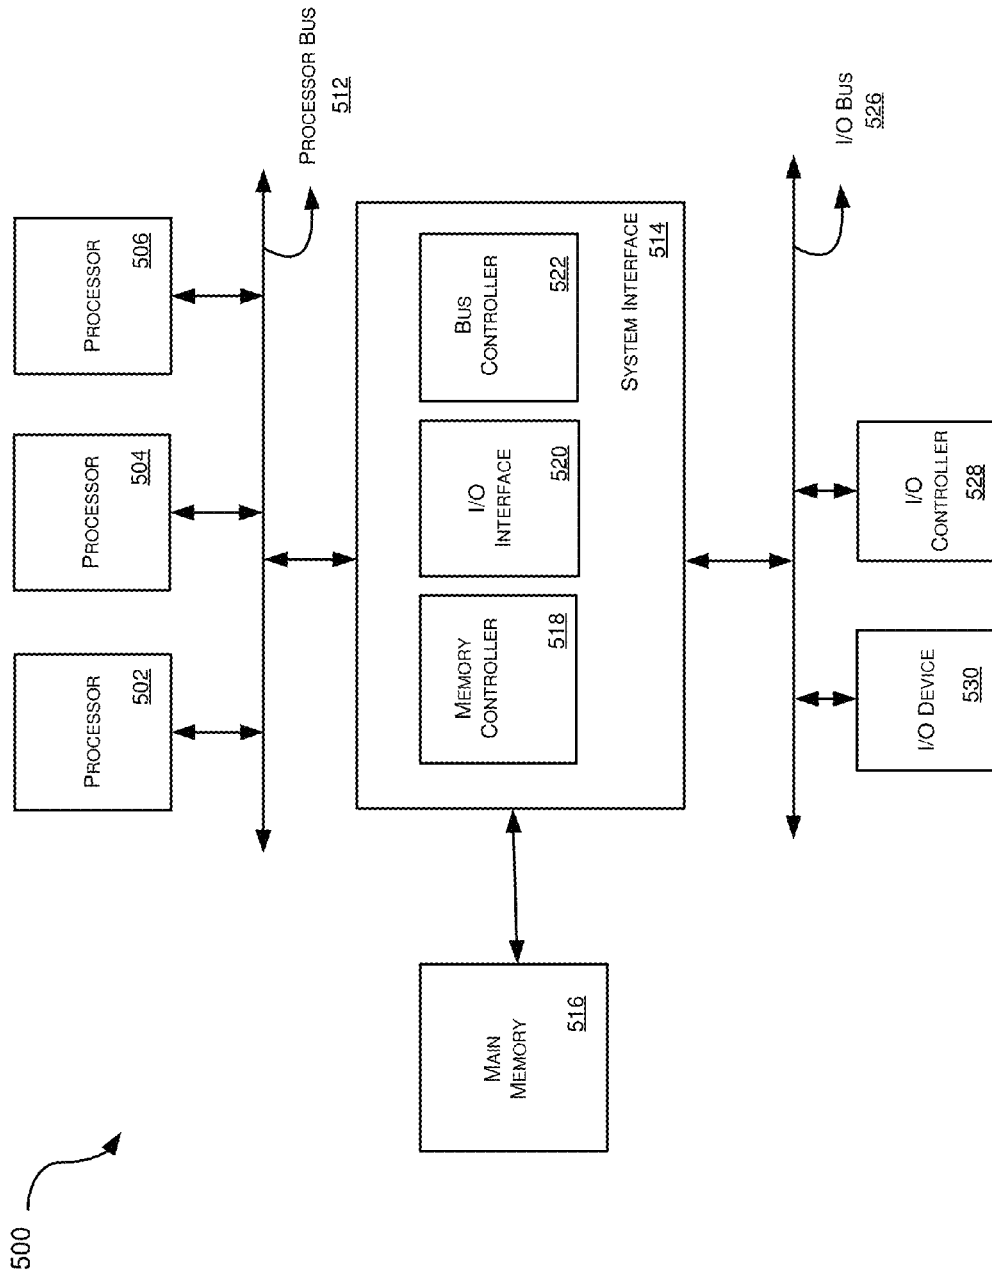 500
PROCESSOR
502
PROCESSOR
504
PROCESSOR
506
PROCESSOR BUS
512
MAIN
MEMORY
516
MEMORY
CONTROLLER
518
I/O
INTERFACE
520
BUS
CONTROLLER
522
SYSTEM INTERFACE
514
I/O BUS
526
I/O DEVICE
530
I/O
CONTROLLER
528